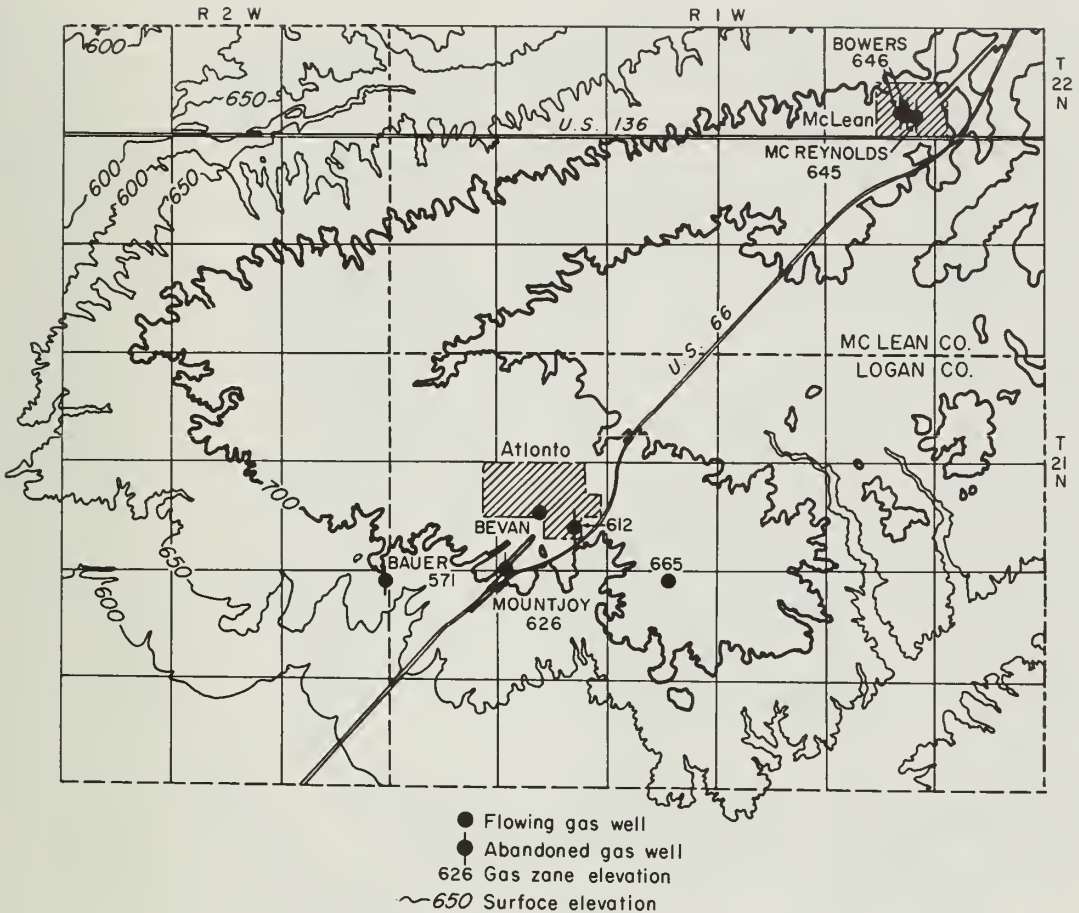 R 2 W
R 1 W
600
BOWERS
646
T
22
N
650
McLean
U.S. 136
MC REYNOLDS
645
600
600
650
U.S. 66
MC LEAN CO.
LOGAN CO.
Atlonto
T
21
N
700
BEVAN
612
650
BAUER
571
665
600
MOUNTJOY
626
Flowing gas well
Abandoned gas well
626 Gas zane elevation
650 Surfoce elevation